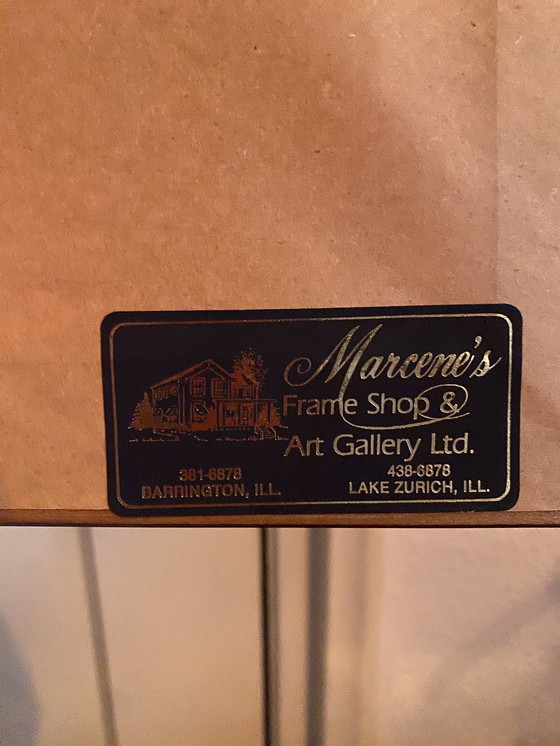 Marcene's
Frame Shop &
Art Gallery Ltd.
381-6878
BARRINGTON, ILL.
438-6878
LAKE ZURICH, ILL.